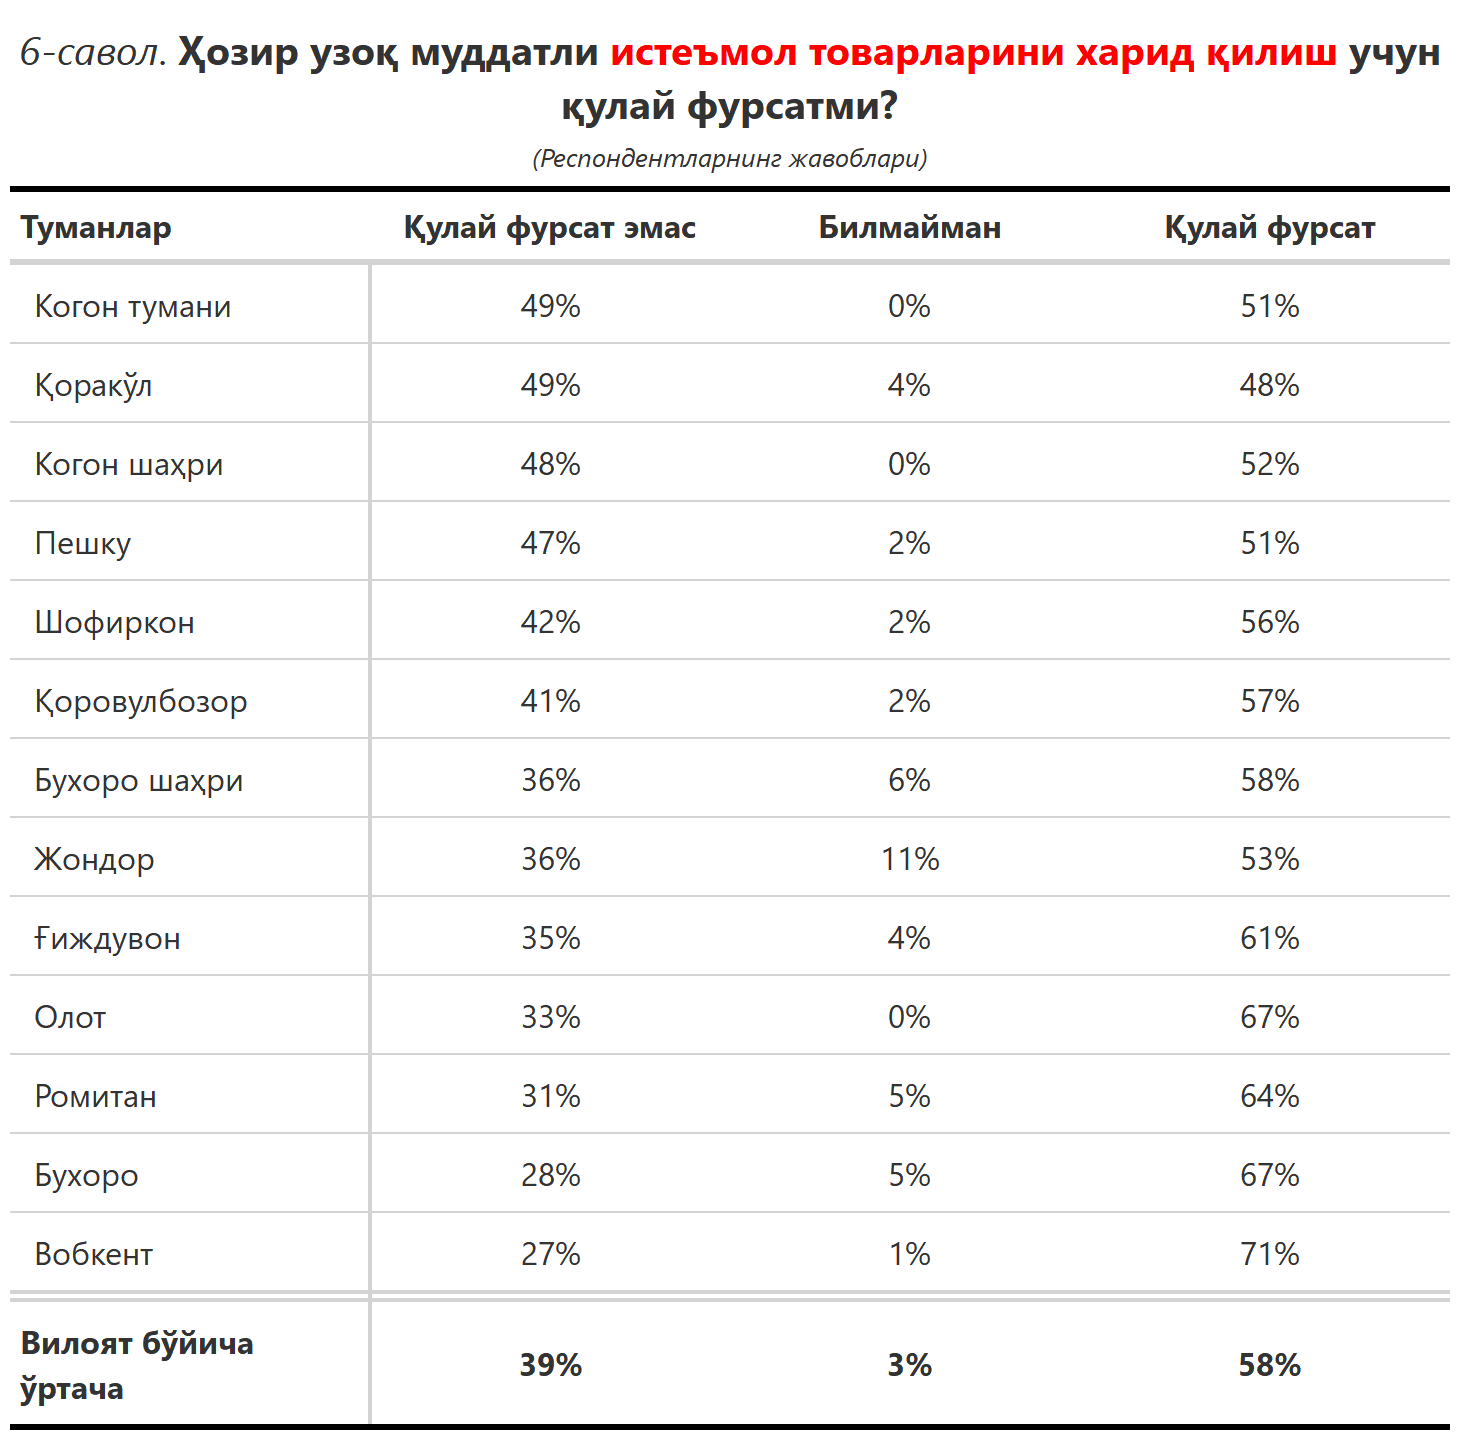 6-савол. Ҳозир узоқ муддатли истеъмол товарларини харид қилиш учун
қулай фурсатми?
(Респондентларнинг жавоблари)
Туманлар Қулай фурсат эмас Билмайман Қулай фурсат
Когон тумани 49% 0% 51%
Қоракўл 49% 4% 48%
Когон шаҳри 48% 0% 52%
Пешку 47% 2% 51%
Шофиркон 42% 2% 56%
Қоровулбозор 41% 2% 57%
Бухоро шаҳри 36% 6% 58%
Жондор 36% 11% 53%
Ғиждувон 35% 4% 61%
Олот 33% 0% 67%
Ромитан 31% 5% 64%
Бухоро 28% 5% 67%
Вобкент 27% 1% 71%
Вилоят бўйича
ўртача 39% 3% 58%